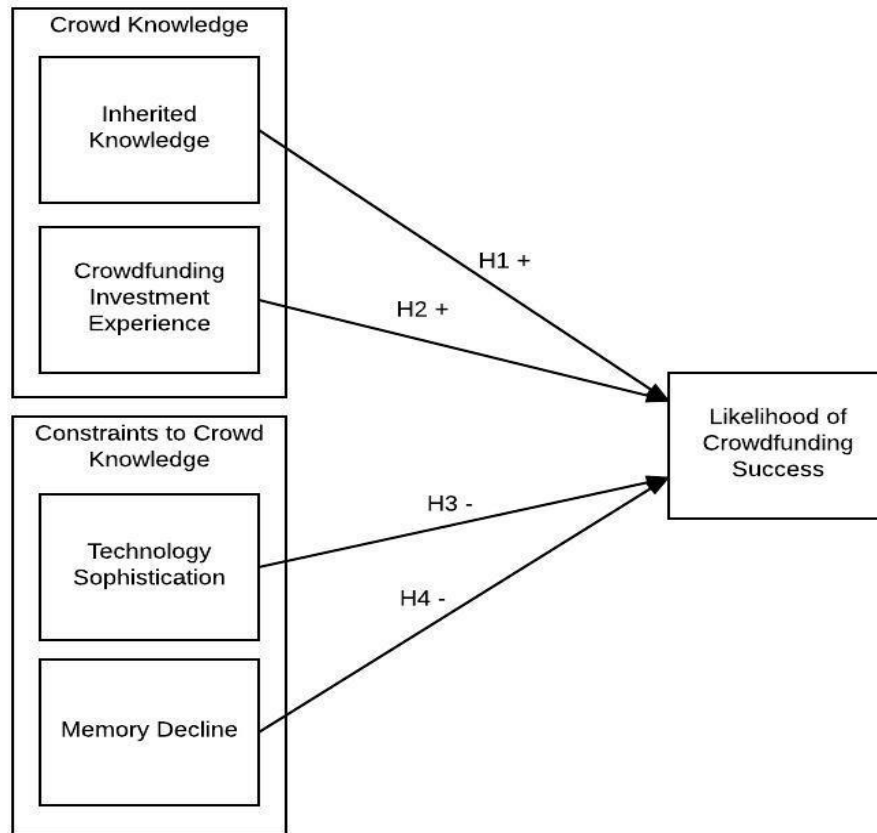 Crowd Knowledge
Inherited
Knowledge
Crowdfunding
Investment
Experience
H1 +
H2 +
Constraints to Crowd
Knowledge
Technology
Sophistication
Memory Decline
H3 -
H4 -
Likelihood of
Crowdfunding
Success